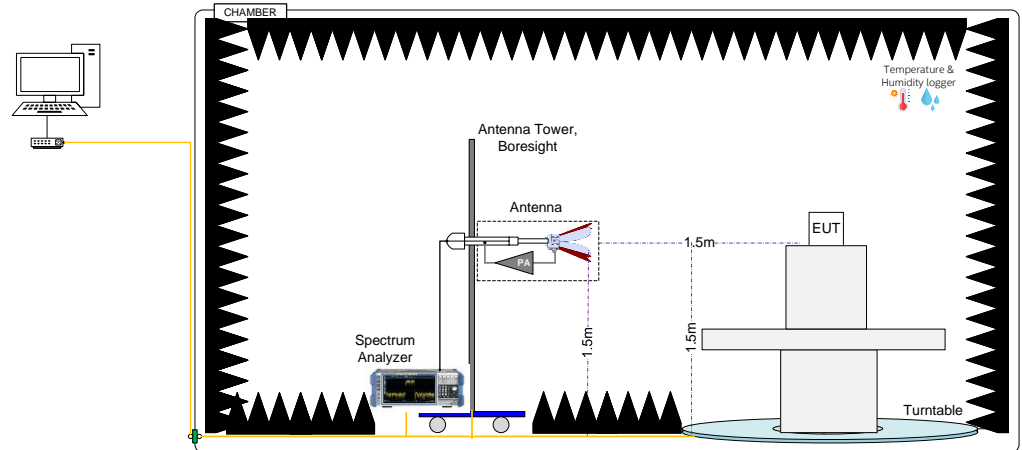 CHAMBER
Temperature &
Humidity logger
Antenna Tower,
Boresight
Antenna
EUT
1.5m
PA
1.5m
1.5m
Spectrum
Analyzer
Turntable